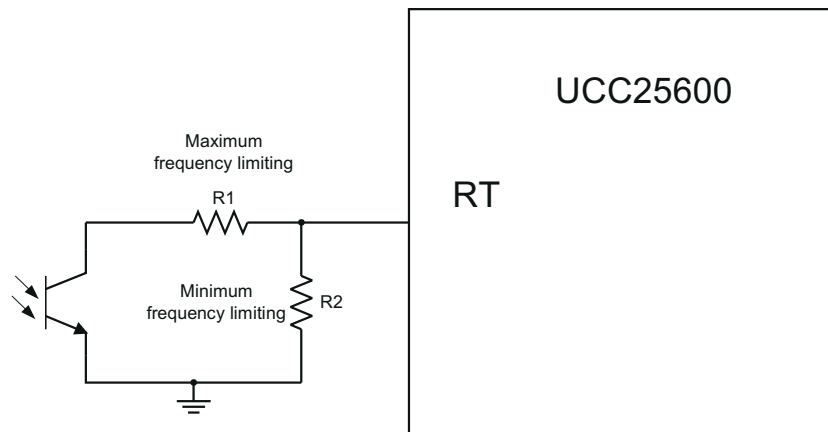 UCC25600
Maximum
frequency limiting
R1
RT
Minimum
frequency limiting
R2